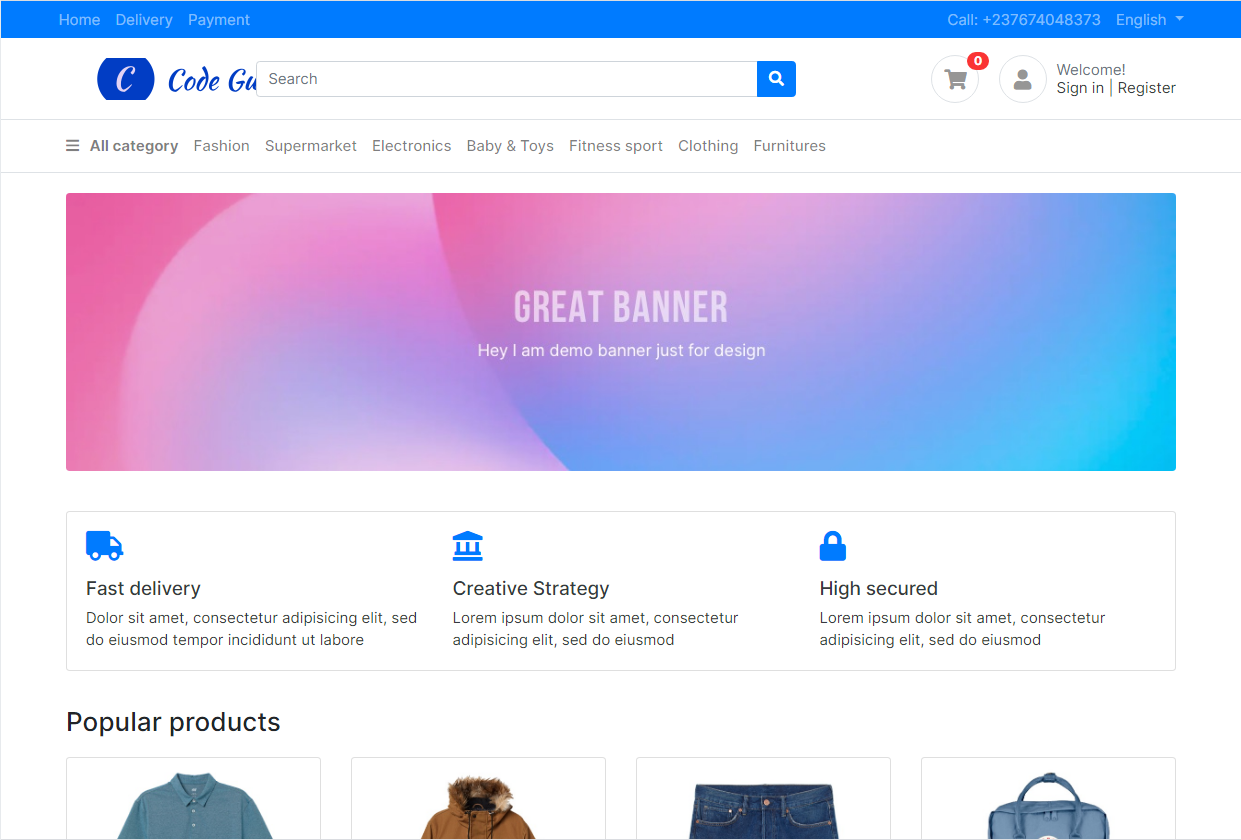 Home Delivery Payment Call: +237674048373 English
C Code Search 0 Welcome!
Sign in | Register
All category Fashion Supermarket Electronics Baby & Toys Fitness sport Clothing Furnitures
GREAT BANNER
Hey I am demo banner just for design
Fast delivery
Dolor sit amet, consectetur adipisicing elit, sed
do eiusmod tempor incididunt ut labore
Creative Strategy
Lorem ipsum dolor sit amet, consectetur
adipisicing elit, sed do eiusmod
High secured
Lorem ipsum dolor sit amet, consectetur
adipisicing elit, sed do eiusmod
Popular products